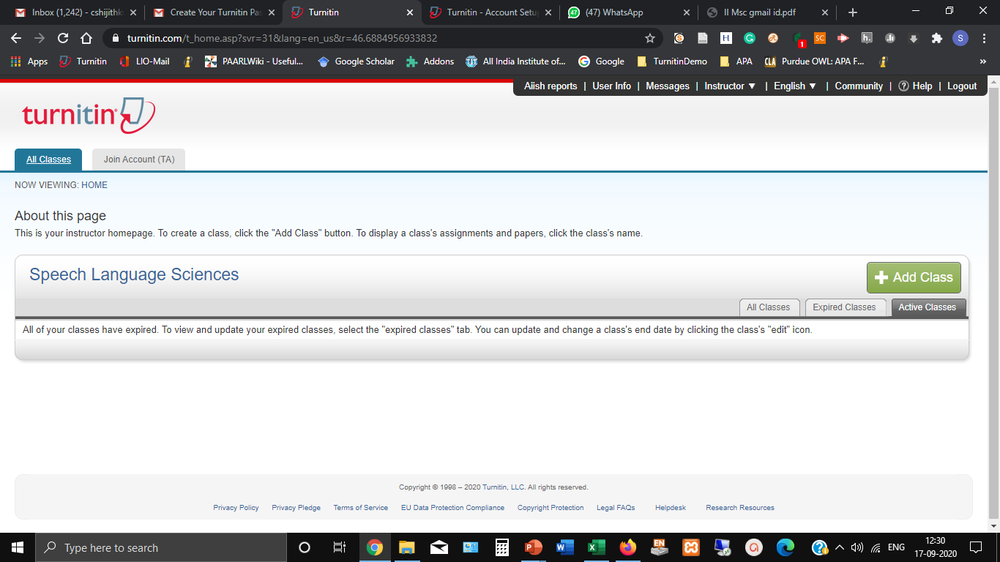 Inbox (1,242) - cshijithk
Create Your Turnitin Pa
Turnitin
Turnitin - Account Setu
(47) WhatsApp
II Msc gmail id.pdf
turnitin.com/t_home.asp?svr=31&lang=en_us&r=46.6884956933832
Apps
Turnitin
LIO-Mail
PAARLWiki - Useful...
Google Scholar
Addons
All India Institute of...
Google
TurnitinDemo
APA
Purdue OWL: APA F...
Aiish reports | User Info | Messages | Instructor ▼ | English ▼ | Community | Help | Logout
turnitin
All Classes
Join Account (TA)
NOW VIEWING: HOME
About this page
This is your instructor homepage. To create a class, click the "Add Class" button. To display a class's assignments and papers, click the class's name.
Speech Language Sciences
Add Class
All Classes
Expired Classes
Active Classes
All of your classes have expired. To view and update your expired classes, select the "expired classes" tab. You can update and change a class's end date by clicking the class's "edit" icon.
Copyright © 1998 – 2020 Turnitin, LLC. All rights reserved.
Privacy Policy Privacy Pledge Terms of Service EU Data Protection Compliance Copyright Protection Legal FAQs Helpdesk Research Resources
Type here to search
ENG
12:30
17-09-2020